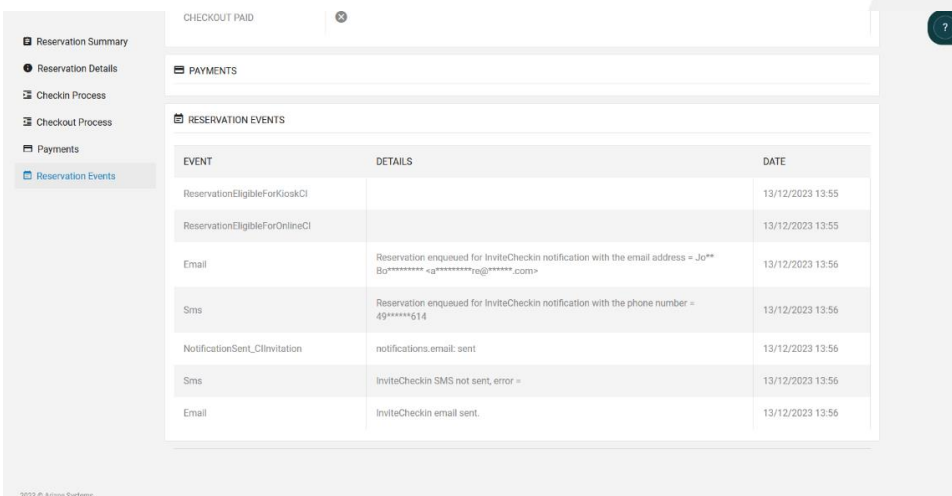 CHECKOUT PAID
?
Reservation Summary
Reservation Details
Checkin Process
Checkout Process
Payments
Reservation Events
PAYMENTS
RESERVATION EVENTS
EVENT DETAILS DATE
ReservationEligibleForKioskCI 13/12/2023 13:55
ReservationEligibleForOnlineCI 13/12/2023 13:55
Email Reservation enqueued for InviteCheckin notification with the email address = Jo** Bo********* <a*********re@******.com> 13/12/2023 13:56
Sms Reservation enqueued for InviteCheckin notification with the phone number = 49******614 13/12/2023 13:56
NotificationSent_CIInvitation notifications.email: sent 13/12/2023 13:56
Sms InviteCheckin SMS not sent, error = 13/12/2023 13:56
Email InviteCheckin email sent. 13/12/2023 13:56
2023 © Systems